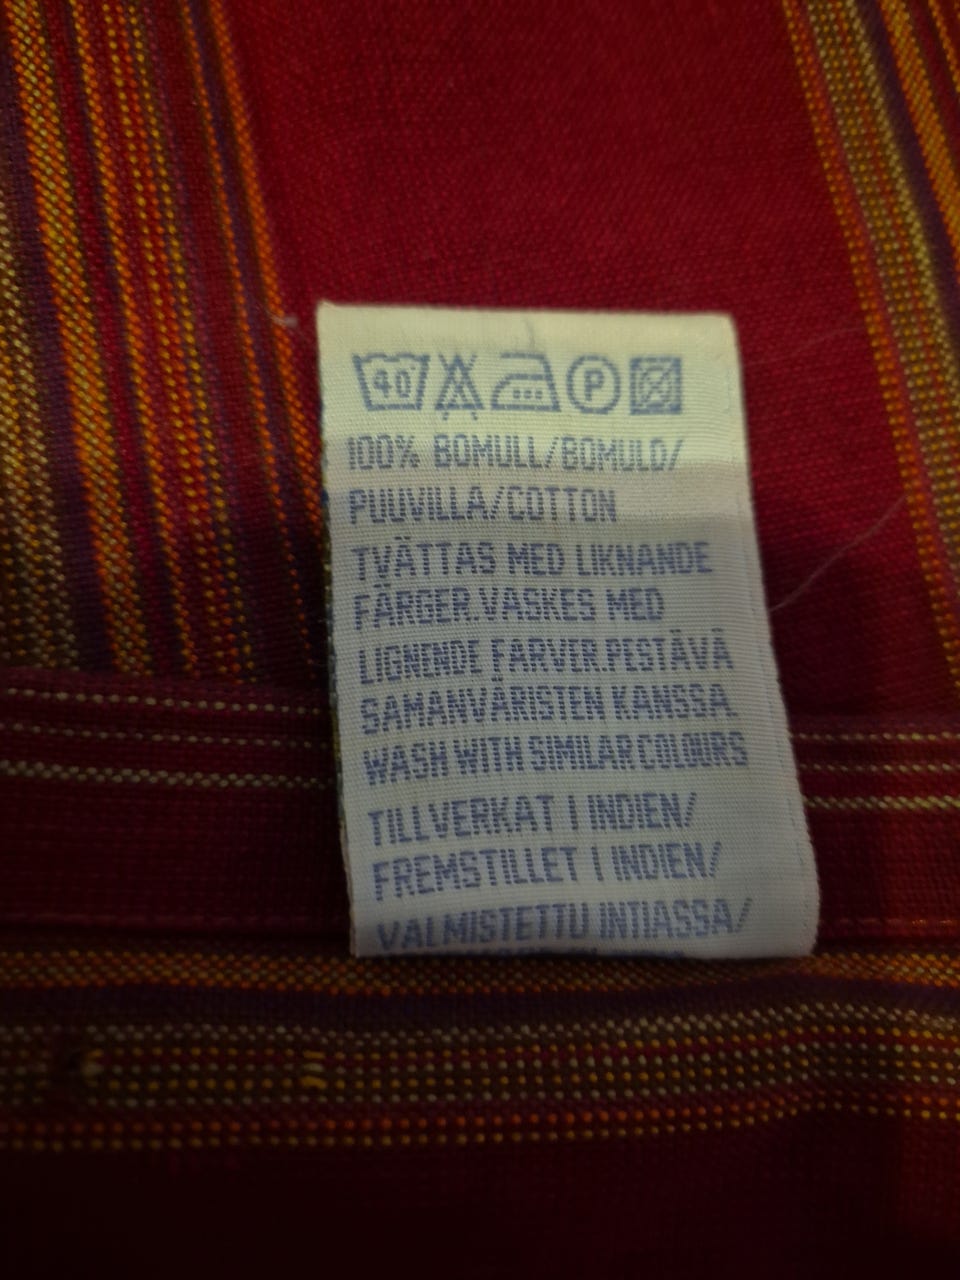 40 P
100% BOMULL/BOMULD/
PUUVILLA/COTTON
TVÄTTAS MED LIKNANDE
FÄRGER.VASKES MED
LIGNENDE FARVER.PESTÄVÄ
SAMANVÄRISTEN KANSSA.
WASH WITH SIMILAR COLOURS
TILLVERKAT I INDIEN/
FREMSTILLET I INDIEN/
VALMISTETTU INTIASSA/